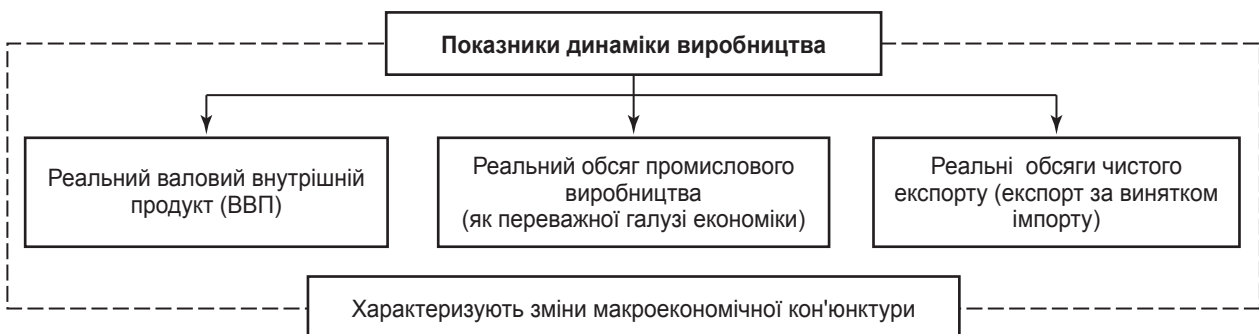 Показники динаміки виробництва
Реальний валовий внутрішній
продукт (ВВП)
Реальний обсяг промислового
виробництва
(як переважної галузі економіки)
Реальні обсяги чистого
експорту (експорт за винятком
імпорту)
Характеризують зміни макроекономічної кон'юнктури